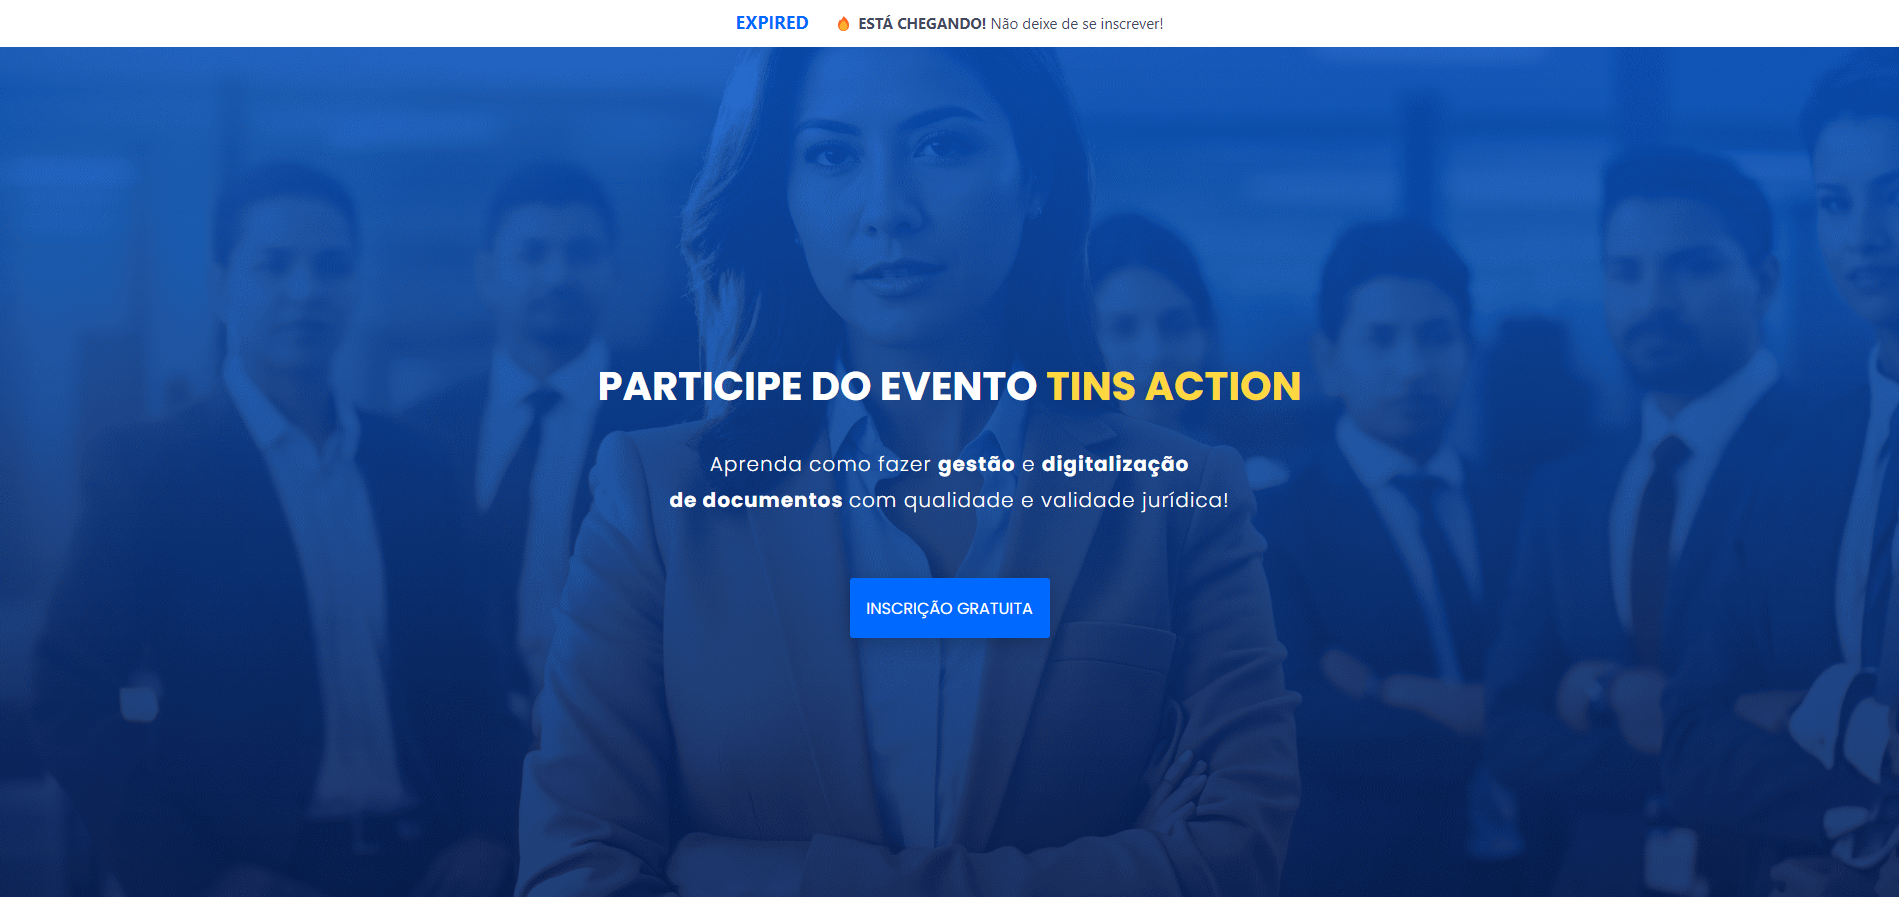 EXPIRED 🔥 ESTÁ CHEGANDO! Não deixe de se inscrever!
PARTICIPE DO EVENTO TINS ACTION
Aprenda como fazer gestão e digitalização
de documentos com qualidade e validade jurídica!
INSCRIÇÃO GRATUITA